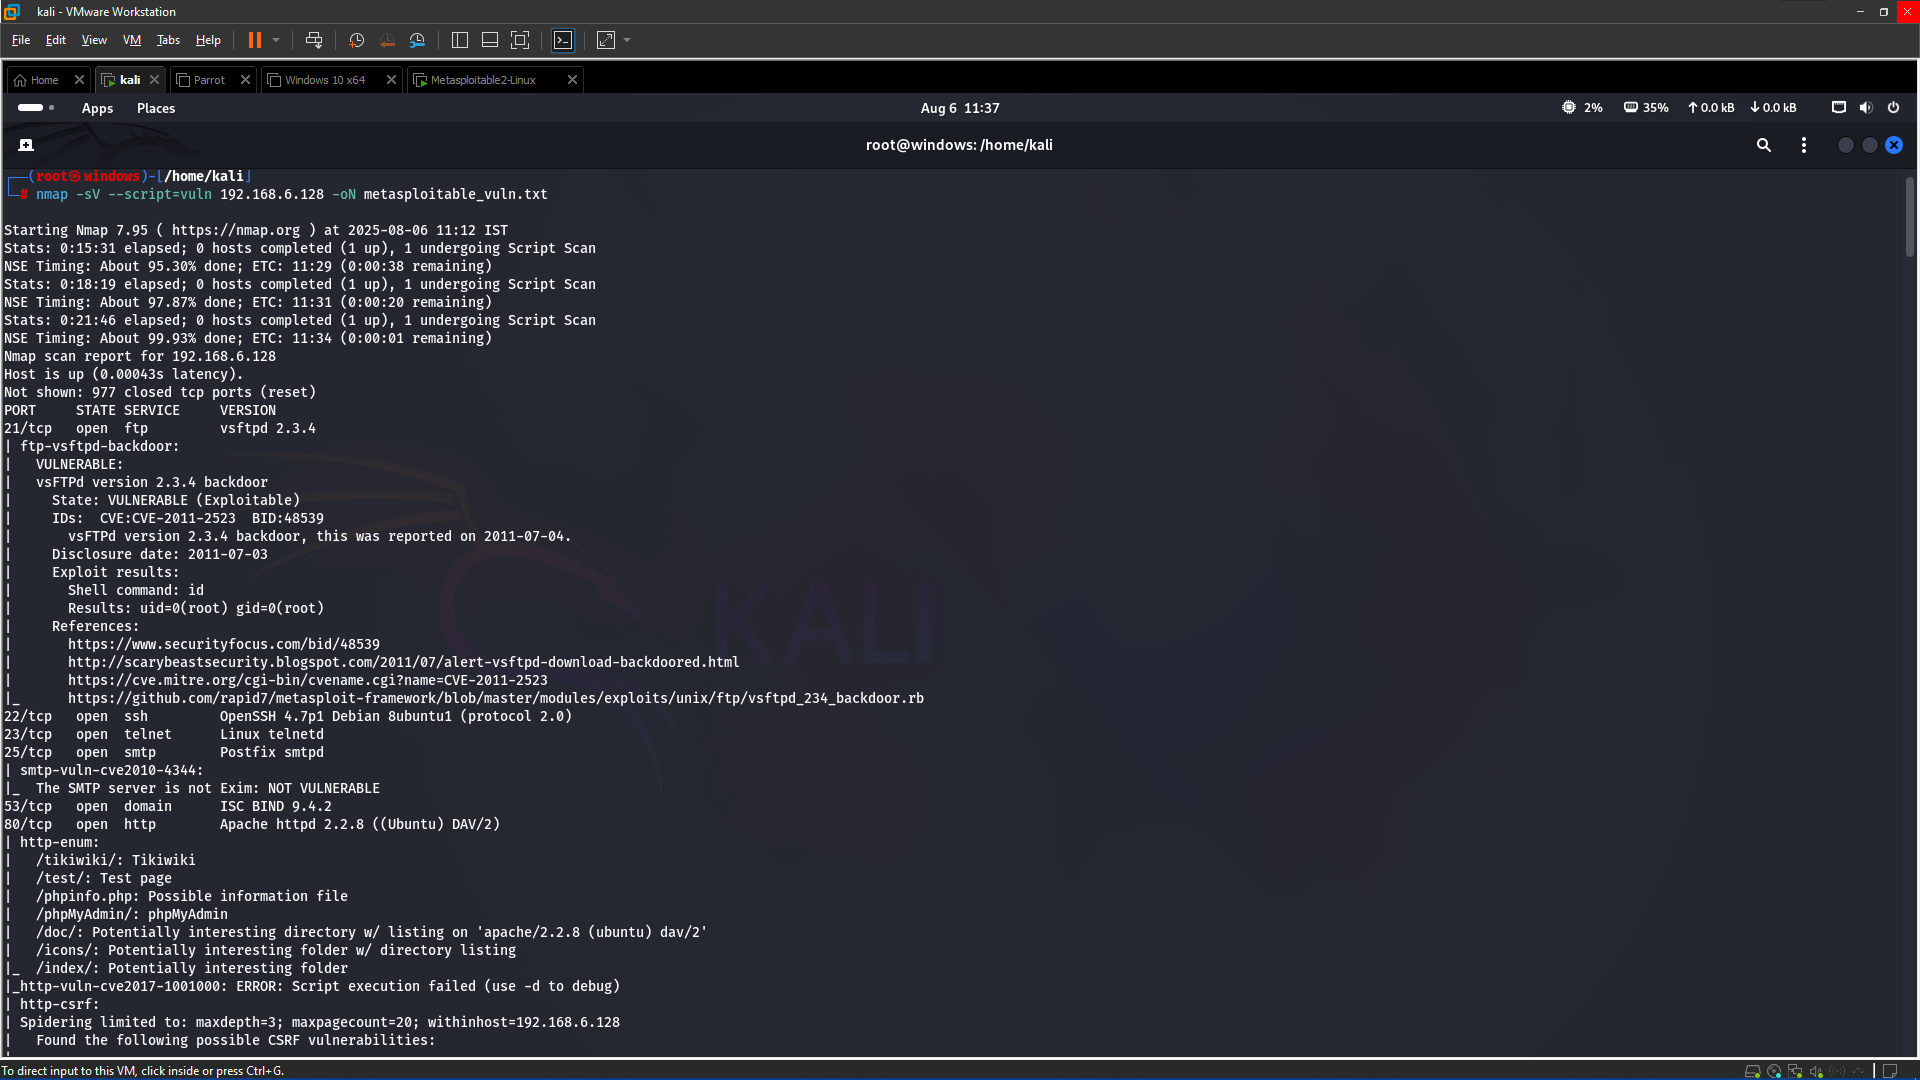 kali - VMware Workstation
File Edit View VM Tabs Help
Home kali Parrot Windows 10 x64 Metasploitable2-Linux
Apps Places Aug 6 11:37 2% 35% 0.0 kB 0.0 kB
root@windows: /home/kali
(root㉿windows)-[/home/kali]
# nmap -sV --script=vuln 192.168.6.128 -oN metasploitable_vuln.txt
Starting Nmap 7.95 ( https://nmap.org ) at 2025-08-06 11:12 IST
Stats: 0:15:31 elapsed; 0 hosts completed (1 up), 1 undergoing Script Scan
NSE Timing: About 95.30% done; ETC: 11:29 (0:00:38 remaining)
Stats: 0:18:19 elapsed; 0 hosts completed (1 up), 1 undergoing Script Scan
NSE Timing: About 97.87% done; ETC: 11:31 (0:00:20 remaining)
Stats: 0:21:46 elapsed; 0 hosts completed (1 up), 1 undergoing Script Scan
NSE Timing: About 99.93% done; ETC: 11:34 (0:00:01 remaining)
Nmap scan report for 192.168.6.128
Host is up (0.00043s latency).
Not shown: 977 closed tcp ports (reset)
PORT     STATE SERVICE     VERSION
21/tcp   open  ftp         vsftpd 2.3.4
| ftp-vsftpd-backdoor:
|   VULNERABLE:
|   vsFTPd version 2.3.4 backdoor
|     State: VULNERABLE (Exploitable)
|     IDs:  CVE:CVE-2011-2523  BID:48539
|       vsFTPd version 2.3.4 backdoor, this was reported on 2011-07-04.
|     Disclosure date: 2011-07-03
|     Exploit results:
|       Shell command: id
|       Results: uid=0(root) gid=0(root)
|     References:
|       https://www.securityfocus.com/bid/48539
|       http://scarybeastsecurity.blogspot.com/2011/07/alert-vsftpd-download-backdoored.html
|       https://cve.mitre.org/cgi-bin/cvename.cgi?name=CVE-2011-2523
|_      https://github.com/rapid7/metasploit-framework/blob/master/modules/exploits/unix/ftp/vsftpd_234_backdoor.rb
22/tcp   open  ssh         OpenSSH 4.7p1 Debian 8ubuntu1 (protocol 2.0)
23/tcp   open  telnet      Linux telnetd
25/tcp   open  smtp        Postfix smtpd
| smtp-vuln-cve2010-4344:
|_  The SMTP server is not Exim: NOT VULNERABLE
53/tcp   open  domain      ISC BIND 9.4.2
80/tcp   open  http        Apache httpd 2.2.8 ((Ubuntu) DAV/2)
| http-enum:
|   /tikiwiki/: Tikiwiki
|   /test/: Test page
|   /phpinfo.php: Possible information file
|   /phpMyAdmin/: phpMyAdmin
|   /doc/: Potentially interesting directory w/ listing on 'apache/2.2.8 (ubuntu) dav/2'
|   /icons/: Potentially interesting folder w/ directory listing
|_  /index/: Potentially interesting folder
|_http-vuln-cve2017-1001000: ERROR: Script execution failed (use -d to debug)
| http-csrf:
| Spidering limited to: maxdepth=3; maxpagecount=20; withinhost=192.168.6.128
|   Found the following possible CSRF vulnerabilities:
KALI
To direct input to this VM, click inside or press Ctrl+G.